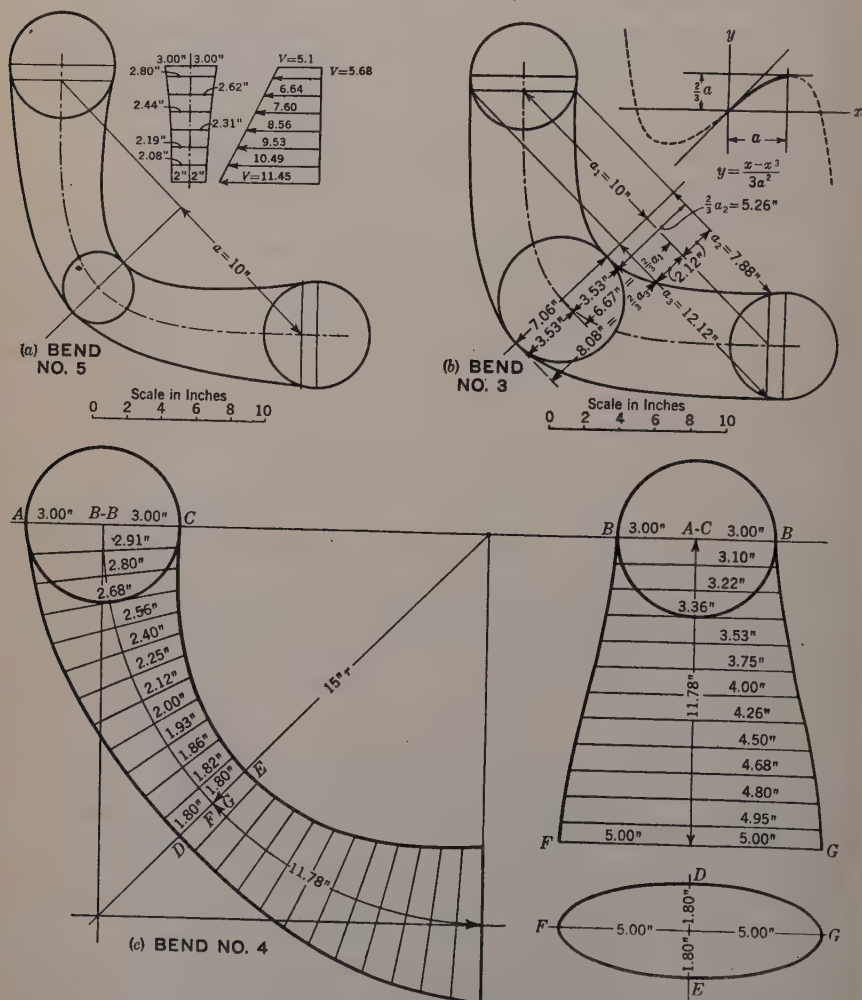 3.00" 3.00"
2.80"
2.62"
2.44"
2.31"
2.19"
2.08"
2" 2"
V=5.1
V=5.68
6.64
7.60
8.56
9.53
10.49
V=11.45
a=10"
(a) BEND
NO. 5
Scale in Inches
0 2 4 6 8 10
y
x
2/3 a
a
y=x-x³/3a²
a₁=10"
2/3 a₂=5.26"
a₂=7.88"
(2.12")
a₃=12.12"
7.06"
3.53"
3.53"
6.67"= 2/3 a₁
8.08"= 2/3 a₃
(b) BEND
NO. 3
Scale in Inches
0 2 4 6 8 10
A 3.00" B-B 3.00" C
2.91"
2.80"
2.68"
2.56"
2.40"
2.25"
2.12"
2.00"
1.93"
1.86"
1.82"
1.80"
1.80"
E
G
F
D
15"r
11.78"
(c) BEND NO. 4
B 3.00" A-C 3.00" B
3.10"
3.22"
3.36"
3.53"
3.75"
4.00"
11.78"
4.26"
4.50"
4.68"
4.80"
4.95"
F 5.00" 5.00" G
D
1.80"
F 5.00" 5.00" G
1.80"
E